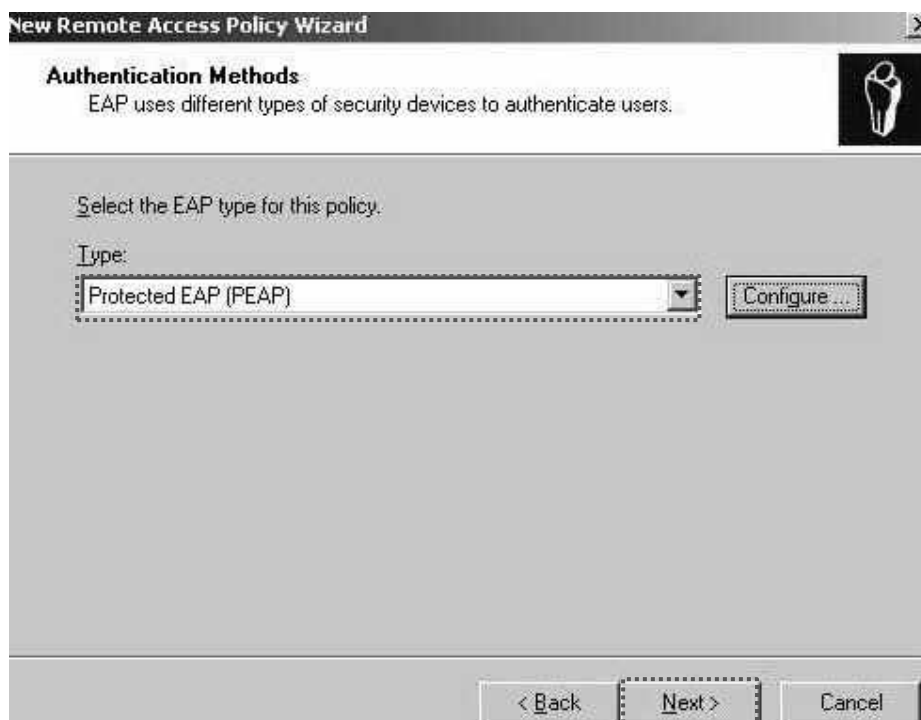 New Remote Access Policy Wizard
Authentication Methods
EAP uses different types of security devices to authenticate users.
Select the EAP type for this policy.
Type:
Protected EAP (PEAP)
Configure ...
< Back
Next >
Cancel